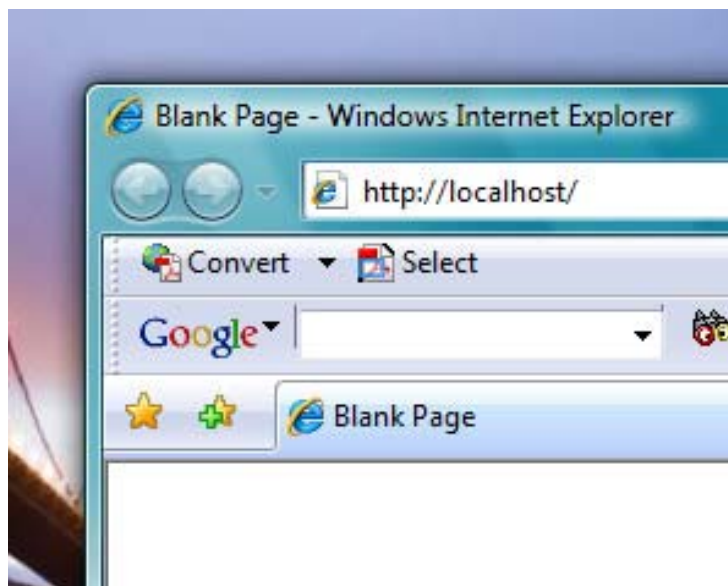 Blank Page - Windows Internet Explorer
http://localhost/
Convert Select
Google
Blank Page